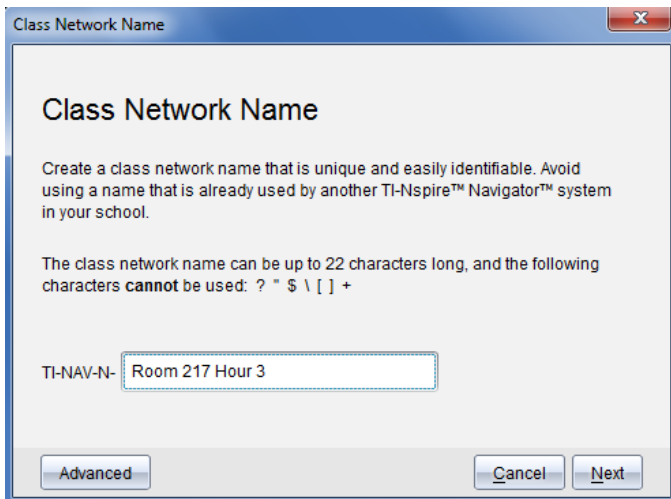 Class Network Name
Class Network Name
Create a class network name that is unique and easily identifiable. Avoid
using a name that is already used by another TI-Nspire™ Navigator™ system
in your school.
The class network name can be up to 22 characters long, and the following
characters cannot be used: ? " $ \ [ ] +
TI-NAV-N- Room 217 Hour 3
Advanced Cancel Next